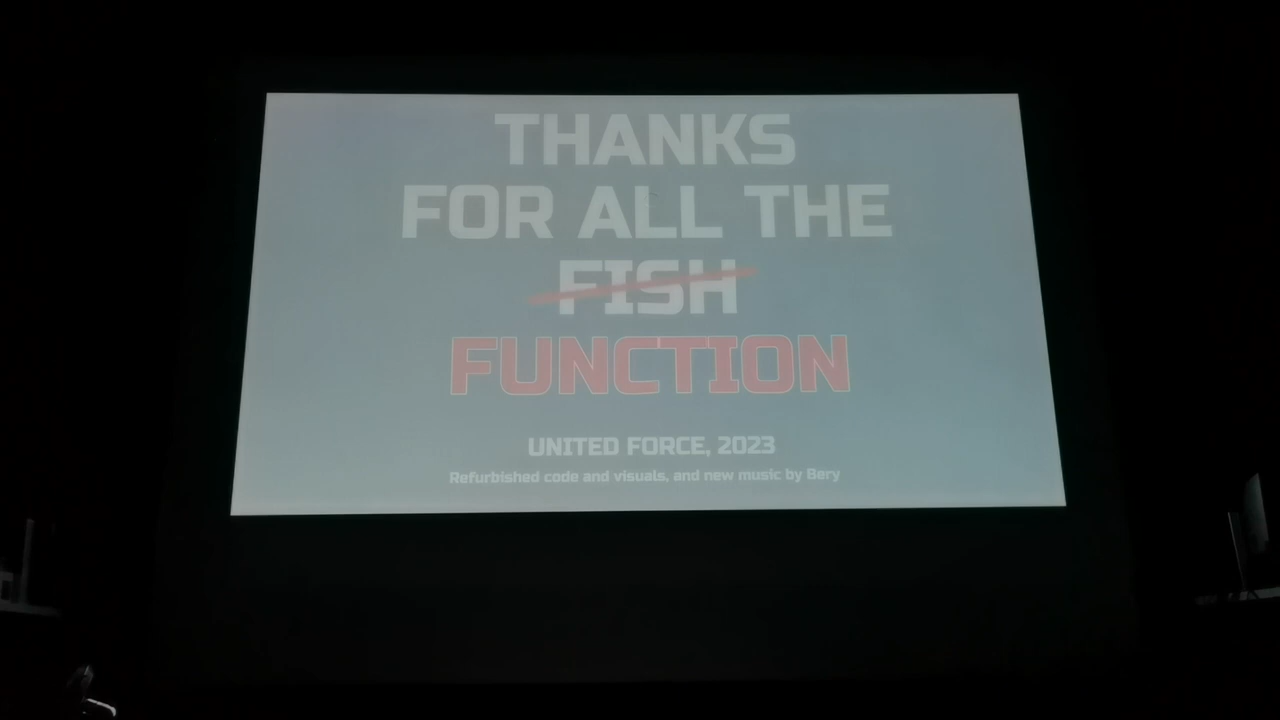 THANKS
FOR ALL THE
FISH
FUNCTION
UNITED FORCE, 2023
Refurbished code and visuals, and new music by Bery